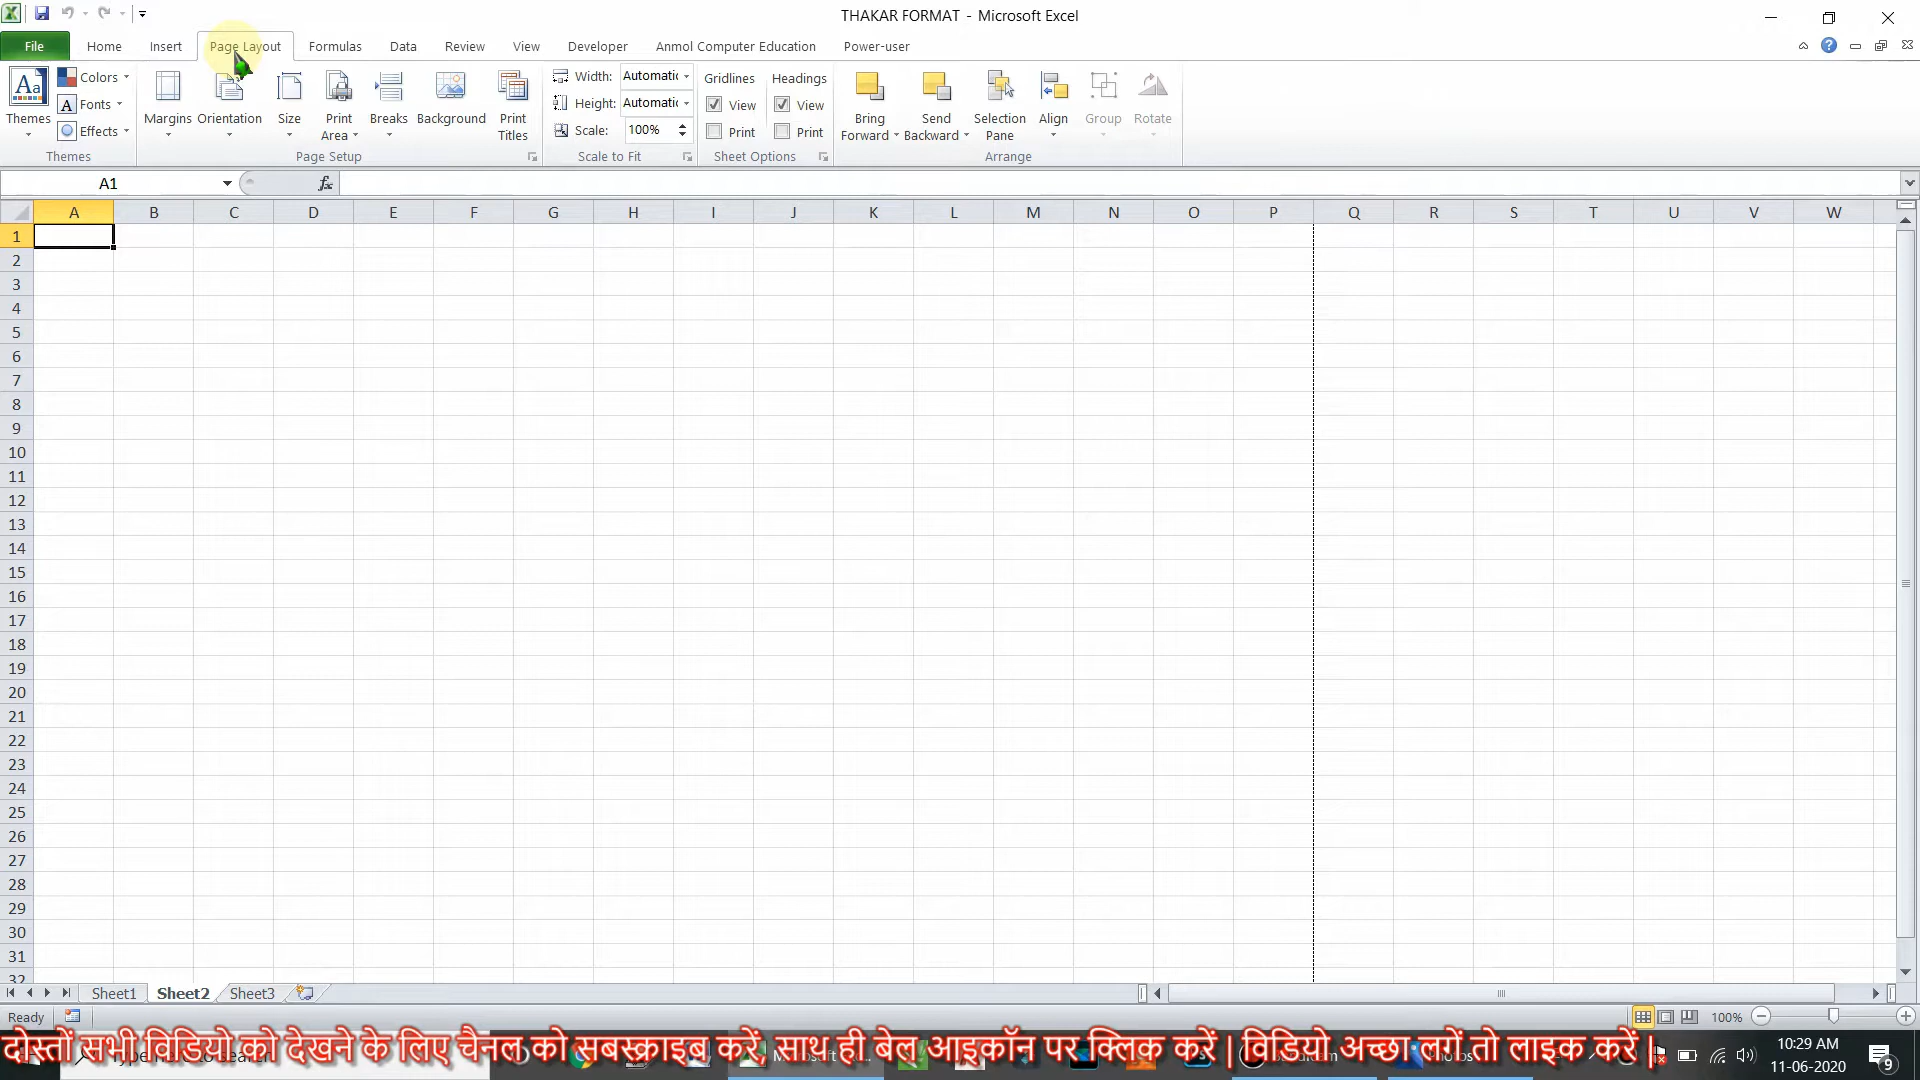 THAKAR FORMAT - Microsoft Excel
File Home Insert Page Layout Formulas Data Review View Developer Anmol Computer Education Power-user
Aa
Themes
Colors
Fonts
Effects
Themes
Margins
Orientation
Size
Print
Area
Breaks
Background
Print
Titles
Page Setup
Width: Automatic
Height: Automatic
Scale: 100%
Scale to Fit
Gridlines
View
Print
Headings
View
Print
Sheet Options
Bring
Forward
Send
Backward
Selection
Pane
Align
Group
Rotate
Arrange
A1 fx
A B C D E F G H I J K L M N O P Q R S T U V W
1
2
3
4
5
6
7
8
9
10
11
12
13
14
15
16
17
18
19
20
21
22
23
24
25
26
27
28
29
30
31
32
Sheet1 Sheet2 Sheet3
Ready 100%
दोस्तों सभी विडियो को देखने के लिए चैनल को सबस्क्राइब करें, साथ ही बेल आइकॉन पर क्लिक करें | विडियो अच्छा लगें तो लाइक करें |
10:29 AM
11-06-2020
9